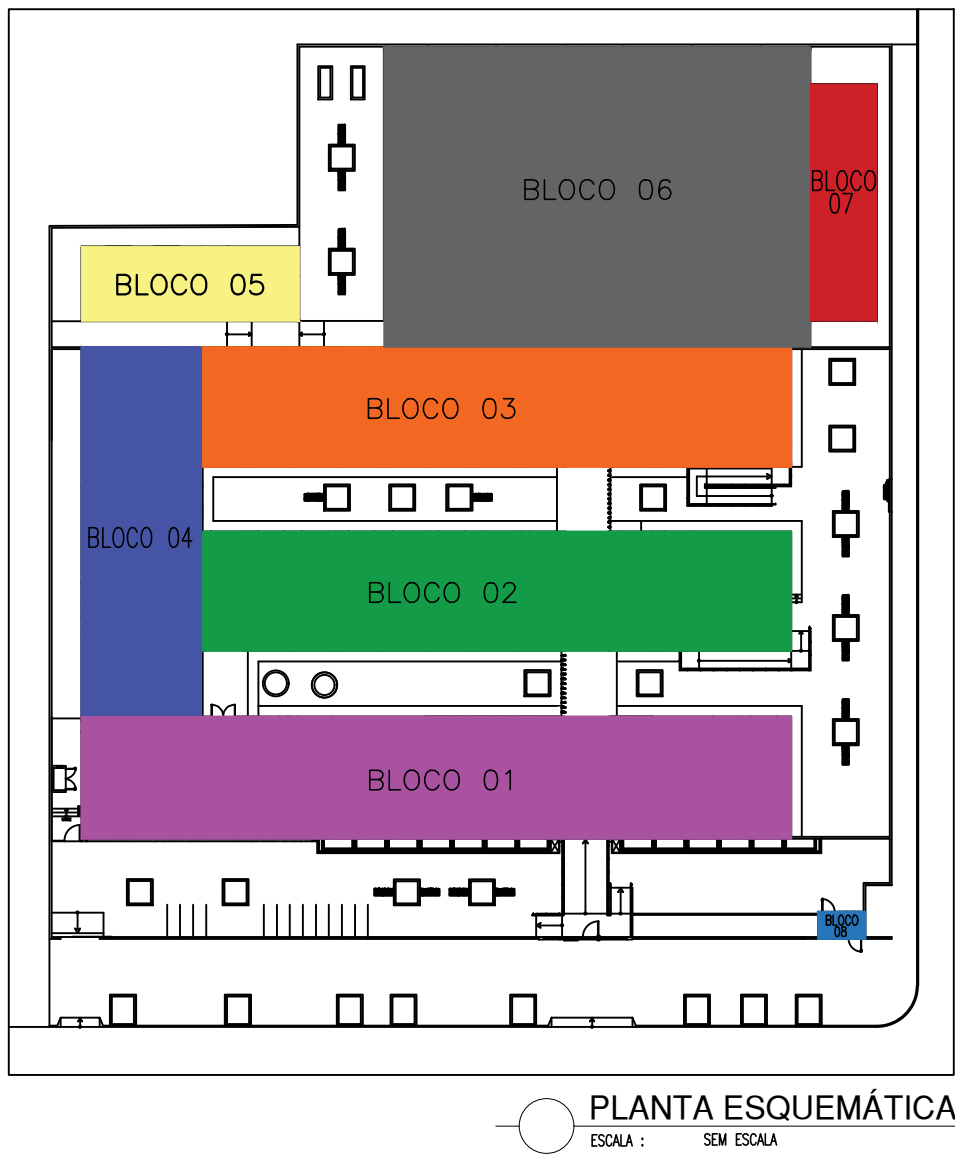 BLOCO 06
BLOCO
07
BLOCO 05
BLOCO 03
BLOCO 04
BLOCO 02
BLOCO 01
BLOCO
08
PLANTA ESQUEMÁTICA
ESCALA : SEM ESCALA